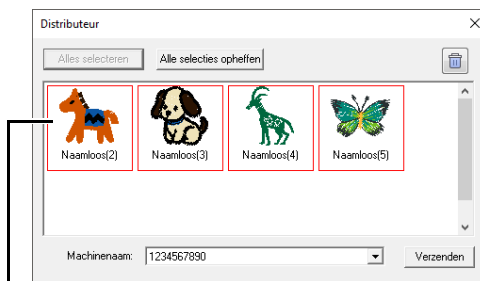 Distributeur
Alles selecteren Alle selecties opheffen
Naamloos(2) Naamloos(3) Naamloos(4) Naamloos(5)
Machinenaam: 1234567890 Verzenden